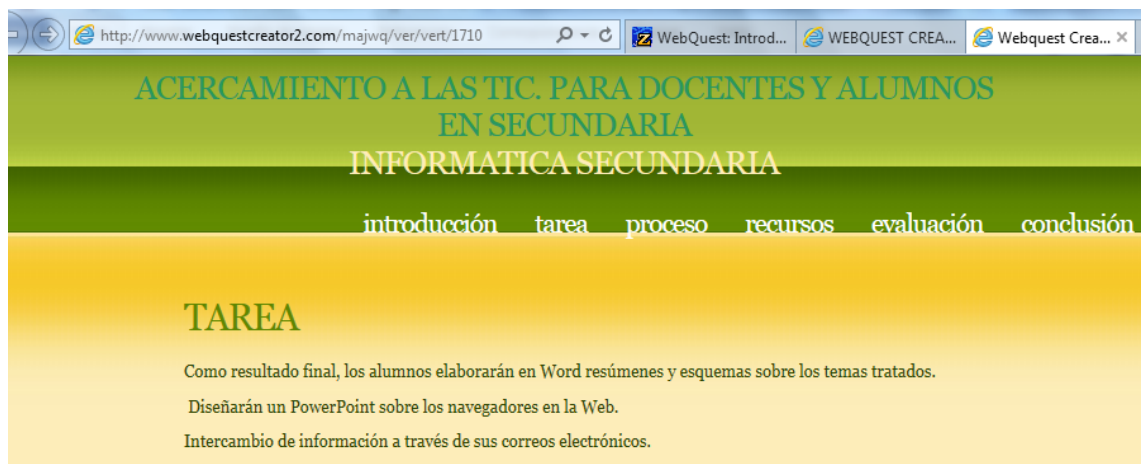 http://www.webquestcreator2.com/majwq/ver/vert/1710
WebQuest: Introd...
WEBQUEST CREA...
Webquest Crea...
ACERCAMIENTO A LAS TIC. PARA DOCENTES Y ALUMNOS
EN SECUNDARIA
INFORMATICA SECUNDARIA
introducción tarea proceso recursos evaluación conclusión
TAREA
Como resultado final, los alumnos elaborarán en Word resúmenes y esquemas sobre los temas tratados.
Diseñarán un PowerPoint sobre los navegadores en la Web.
Intercambio de información a través de sus correos electrónicos.